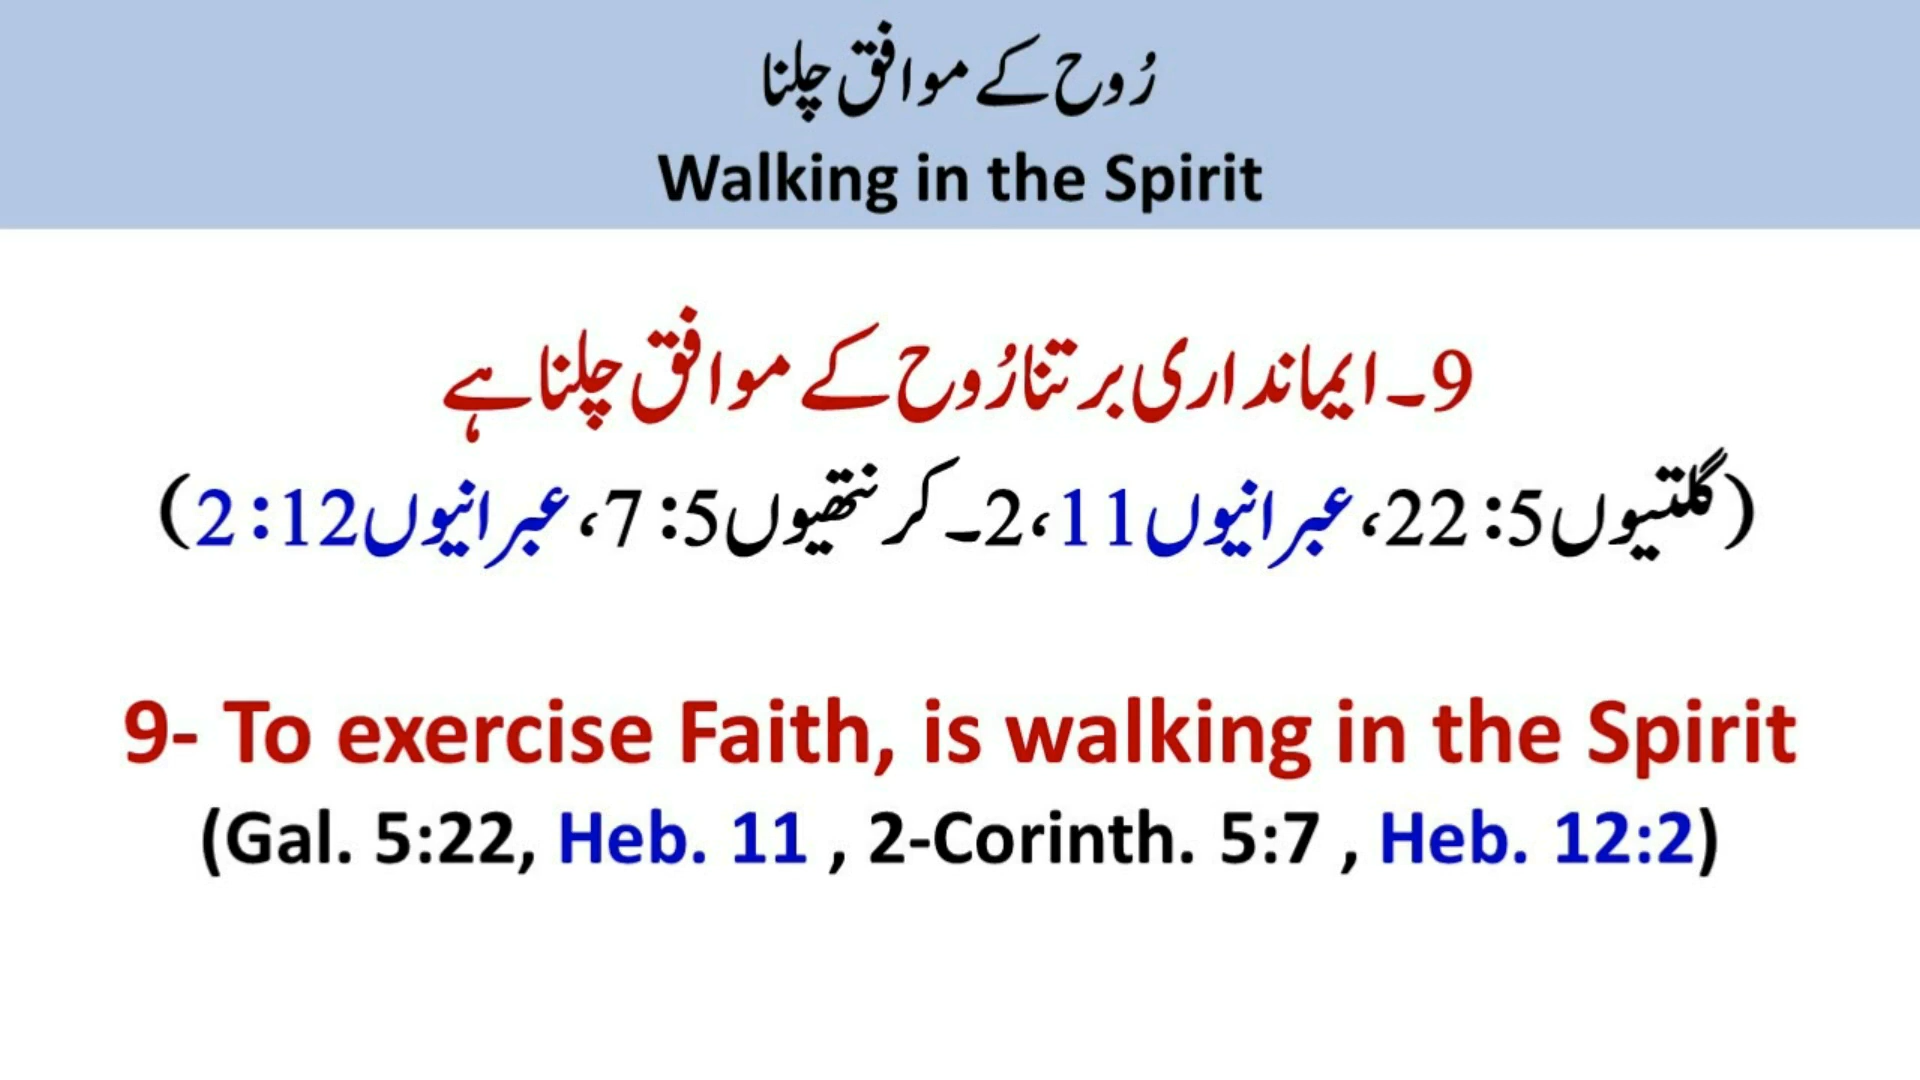 رُوح کے موافق چلنا
Walking in the Spirit
9۔ ایمانداری برتنا رُوح کے موافق چلنا ہے
(گلتیوں 5: 22، عبرانیوں 11، 2۔ کرنتھیوں 5: 7، عبرانیوں 12: 2)
9- To exercise Faith, is walking in the Spirit
(Gal. 5:22, Heb. 11 , 2-Corinth. 5:7 , Heb. 12:2)